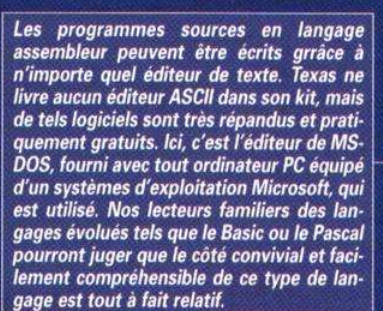 Les programmes sources en langage
assembleur peuvent être écrits grrâce à
n'importe quel éditeur de texte. Texas ne
livre aucun éditeur ASCII dans son kit, mais
de tels logiciels sont très répandus et prati-
quement gratuits. Ici, c'est l'éditeur de MS-
DOS, fourni avec tout ordinateur PC équipé
d'un systèmes d'exploitation Microsoft, qui
est utilisé. Nos lecteurs familiers des lan-
gages évolués tels que le Basic ou le Pascal
pourront juger que le côté convivial et faci-
lement compréhensible de ce type de lan-
gage est tout à fait relatif.